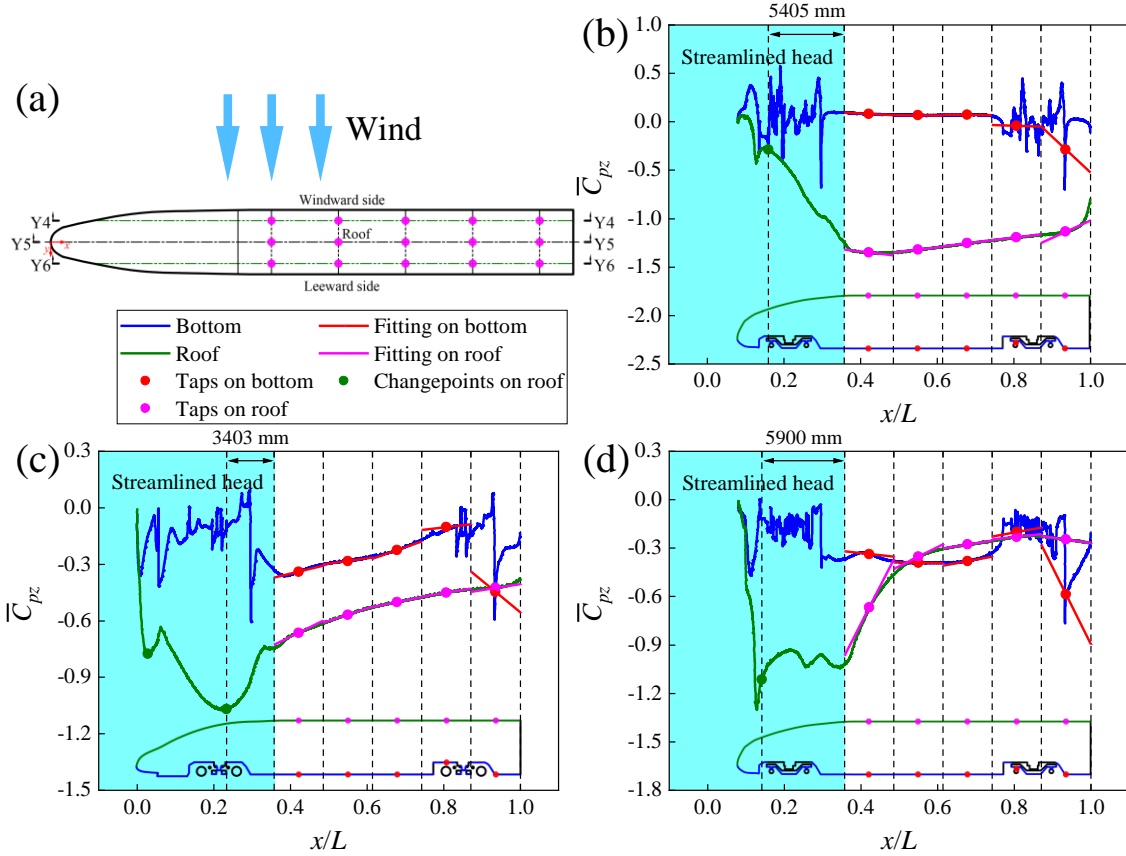 (a)
Wind
Windward side
Y4 Y4
Roof
Y5 x Y5
y
Y6 Y6
Leeward side
Bottom Fitting on bottom
Roof Fitting on roof
Taps on bottom Changepoints on roof
Taps on roof
(b)
5405 mm
Streamlined head
1.0
0.5
0.0
-0.5
-1.0
-1.5
-2.0
-2.5
C̅pz
0.0 0.2 0.4 0.6 0.8 1.0
x/L
(c)
3403 mm
Streamlined head
0.3
0.0
-0.3
-0.6
-0.9
-1.2
-1.5
C̅pz
0.0 0.2 0.4 0.6 0.8 1.0
x/L
(d)
5900 mm
Streamlined head
0.3
0.0
-0.3
-0.6
-0.9
-1.2
-1.5
-1.8
C̅pz
0.0 0.2 0.4 0.6 0.8 1.0
x/L